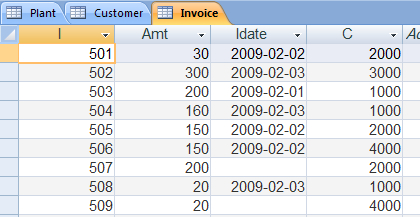 Plant Customer Invoice
I Amt Idate C
501 30 2009-02-02 2000
502 300 2009-02-03 3000
503 200 2009-02-01 1000
504 160 2009-02-03 1000
505 150 2009-02-02 2000
506 150 2009-02-02 4000
507 200 2000
508 20 2009-02-03 1000
509 20 4000